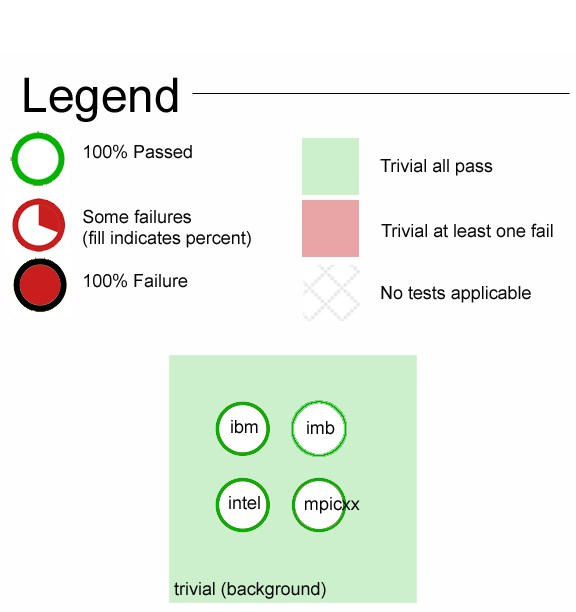 Legend
100% Passed
Trivial all pass
Some failures
(fill indicates percent)
Trivial at least one fail
100% Failure
No tests applicable
ibm
imb
intel
mpicxx
trivial (background)